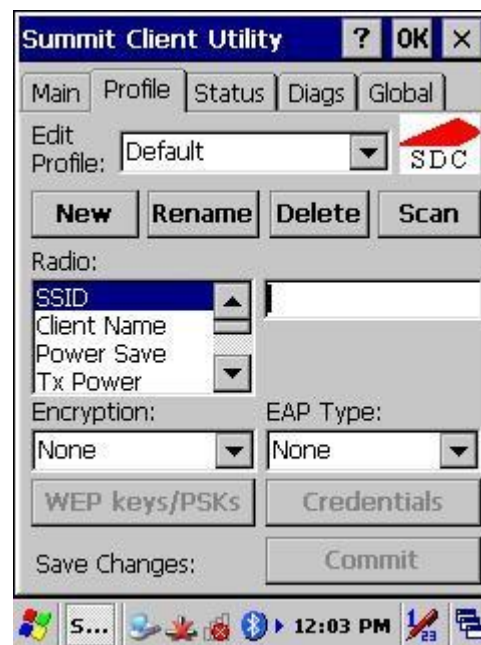 Summit Client Utility ? OK ×
Main Profile Status Diags Global
Edit
Profile: Default
SDC
New Rename Delete Scan
Radio:
SSID
Client Name
Power Save
Tx Power
Encryption: EAP Type:
None None
WEP keys/PSKs Credentials
Save Changes: Commit
S... 12:03 PM 1/23